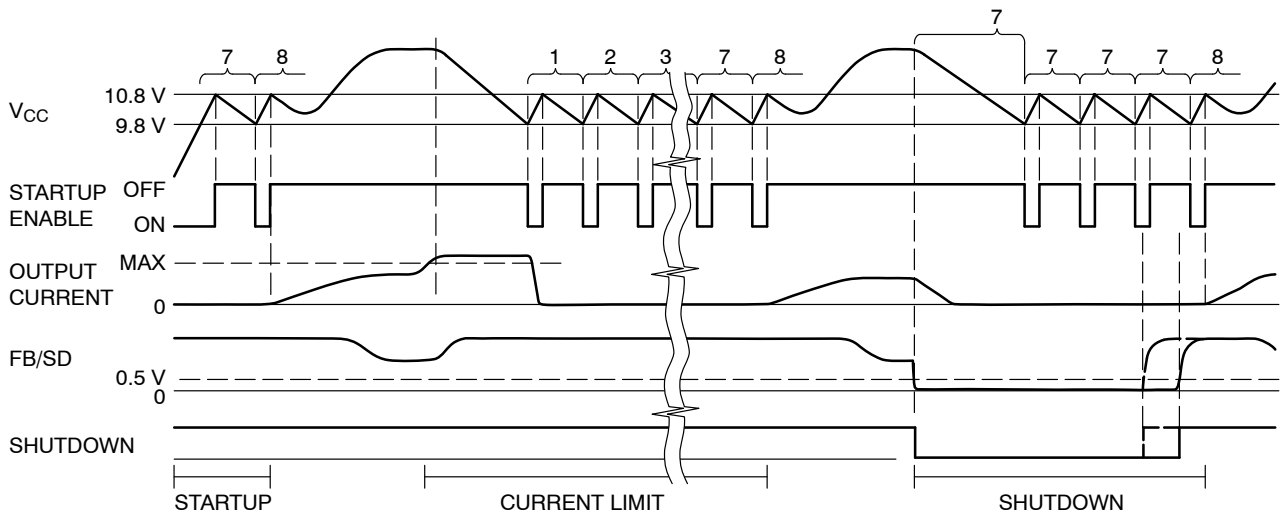 7
7 8 1 2 3 7 8 7 7 7 8
10.8 V
VCC
9.8 V
STARTUP ENABLE
OFF
ON
MAX
OUTPUT CURRENT
0
FB/SD
0.5 V
0
SHUTDOWN
STARTUP CURRENT LIMIT SHUTDOWN